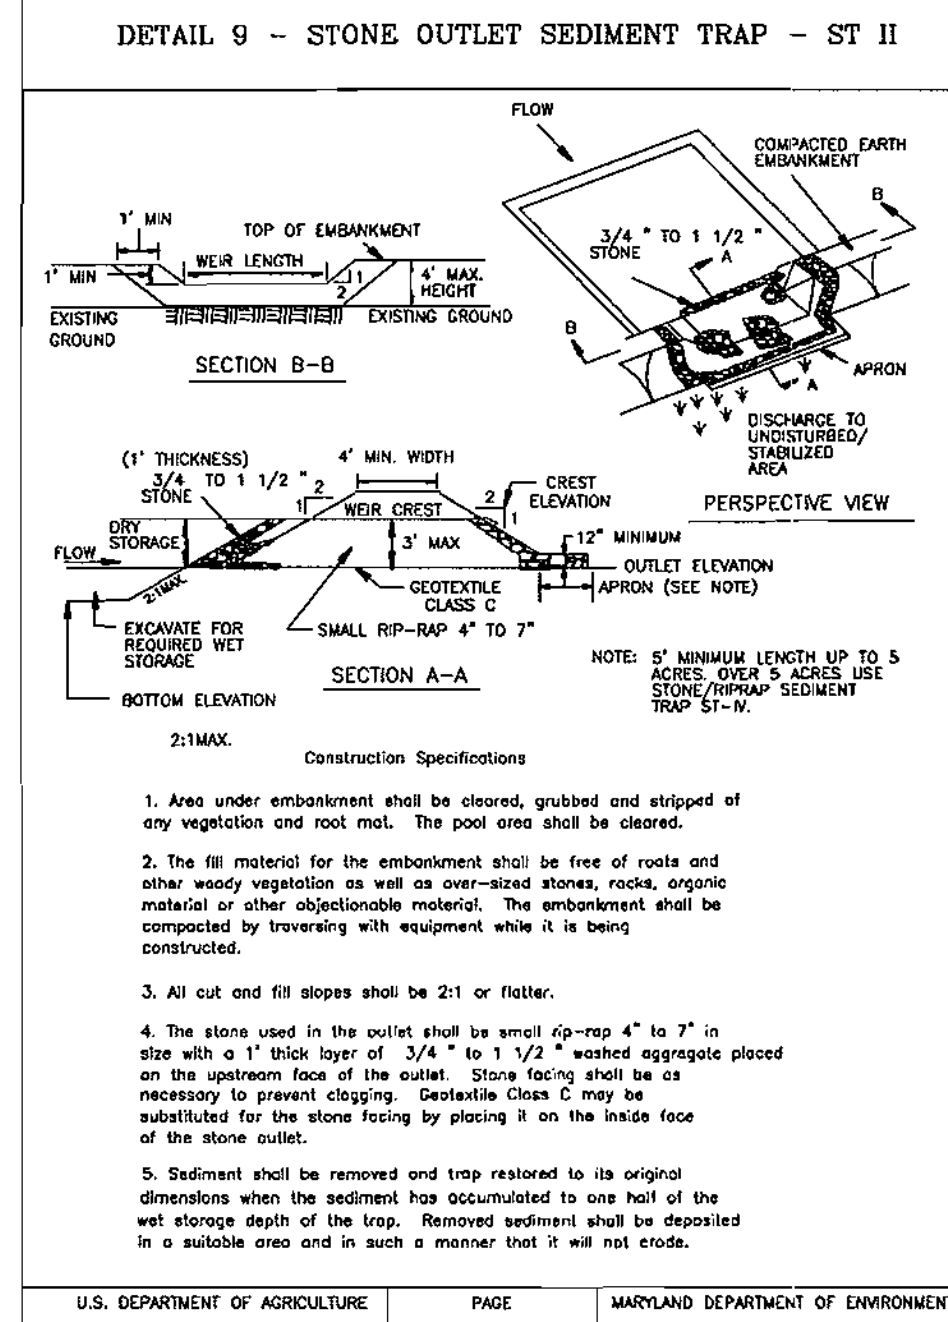 DETAIL 9 - STONE OUTLET SEDIMENT TRAP - ST II
FLOW
COMPACTED EARTH
EMBANKMENT
B
3/4 " TO 1 1/2 "
STONE
A
B
APRON
A
DISCHARGE TO
UNDISTURBED/
STABILIZED
AREA
PERSPECTIVE VIEW
1' MIN
TOP OF EMBANKMENT
WEIR LENGTH
1' MIN
1
2
4' MAX.
HEIGHT
EXISTING
GROUND
EXISTING GROUND
SECTION B-B
(1' THICKNESS)
3/4 TO 1 1/2 "
STONE
4' MIN. WIDTH
2
1
2
1
CREST
ELEVATION
WEIR CREST
DRY
STORAGE
3' MAX
12" MINIMUM
FLOW
OUTLET ELEVATION
2:1MAX.
GEOTEXTILE
CLASS C
APRON (SEE NOTE)
EXCAVATE FOR
REQUIRED WET
STORAGE
SMALL RIP-RAP 4" TO 7"
SECTION A-A
BOTTOM ELEVATION
NOTE: 5' MINIMUM LENGTH UP TO 5
ACRES. OVER 5 ACRES USE
STONE/RIPRAP SEDIMENT
TRAP ST-IV.
2:1MAX.
Construction Specifications
1. Area under embankment shall be cleared, grubbed and stripped of
any vegetation and root mat. The pool area shall be cleared.
2. The fill material for the embankment shall be free of roots and
other woody vegetation as well as over-sized stones, rocks, organic
material or other objectionable material. The embankment shall be
compacted by traversing with equipment while it is being
constructed.
3. All cut and fill slopes shall be 2:1 or flatter.
4. The stone used in the outlet shall be small rip-rap 4" to 7" in
size with a 1' thick layer of 3/4 " to 1 1/2 " washed aggragate placed
on the upstream face of the outlet. Stone facing shall be as
necessary to prevent clogging. Geotextile Class C may be
substituted for the stone facing by placing it on the inside face
of the stone outlet.
5. Sediment shall be removed and trap restored to its original
dimensions when the sediment has accumulated to one half of the
wet storage depth of the trap. Removed sediment shall be deposited
in a suitable area and in such a manner that it will not erode.
U.S. DEPARTMENT OF AGRICULTURE
PAGE
MARYLAND DEPARTMENT OF ENVIRONMEN